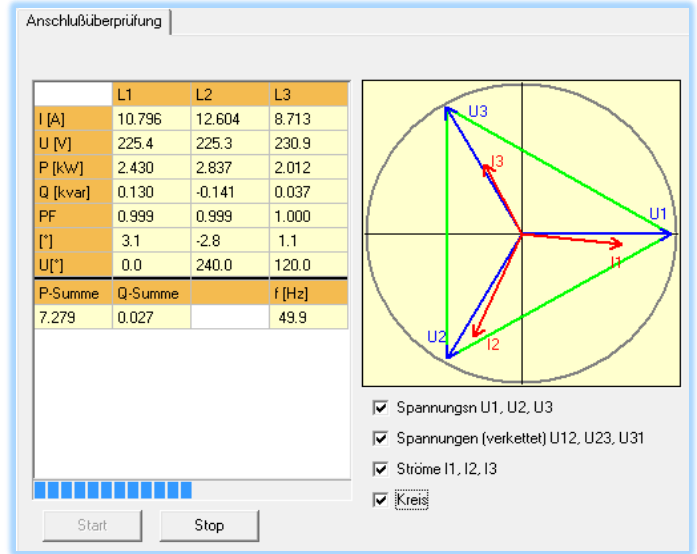 Anschlußüberprüfung
L1 L2 L3
I [A] 10.796 12.604 8.713
U [V] 225.4 225.3 230.9
P [kW] 2.430 2.837 2.012
Q [kvar] 0.130 -0.141 0.037
PF 0.999 0.999 1.000
[°] 3.1 -2.8 1.1
U[°] 0.0 240.0 120.0
P-Summe Q-Summe f [Hz]
7.279 0.027 49.9
U3
I3
U1
I1
U2
I2
Spannungsn U1, U2, U3
Spannungen (verkettet) U12, U23, U31
Ströme I1, I2, I3
Kreis
Start Stop